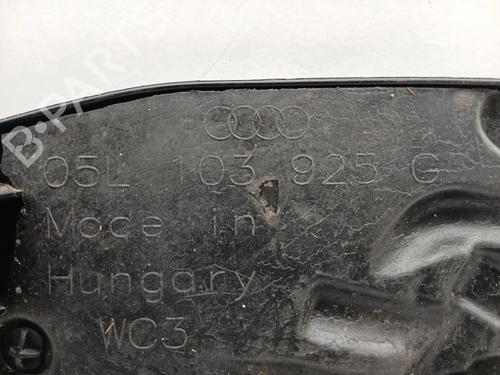 B-PARTS
05L 103 925 G
Made in
Hungary
WC3